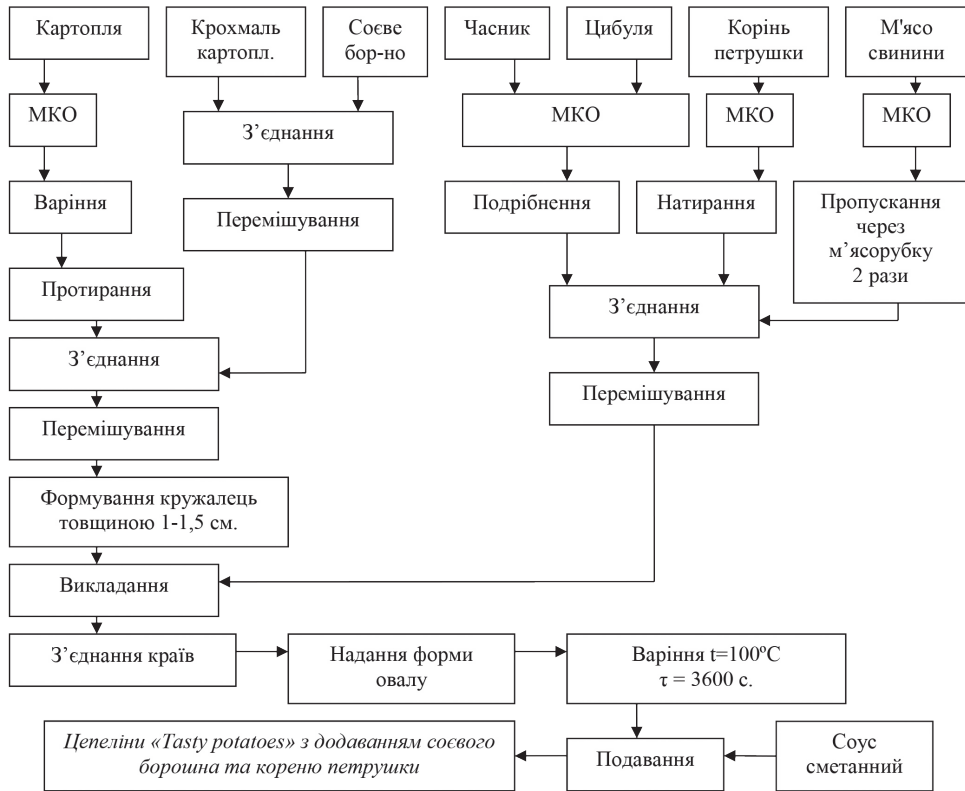 Картопля
Крохмаль
картопл.
Соєве
бор-но
Часник
Цибуля
Корінь
петрушки
М'ясо
свинини
МКО
З’єднання
МКО
МКО
МКО
Варіння
Перемішування
Подрібнення
Натирання
Пропускання
через
м’ясорубку
2 рази
Протирання
З’єднання
З’єднання
Перемішування
Перемішування
Формування кружалець
товщиною 1-1,5 см.
Викладання
З’єднання країв
Надання форми
овалу
Варіння t=100ºС
τ = 3600 с.
Цепеліни «Tasty potatoes» з додаванням соєвого
борошна та кореню петрушки
Подавання
Соус
сметанний